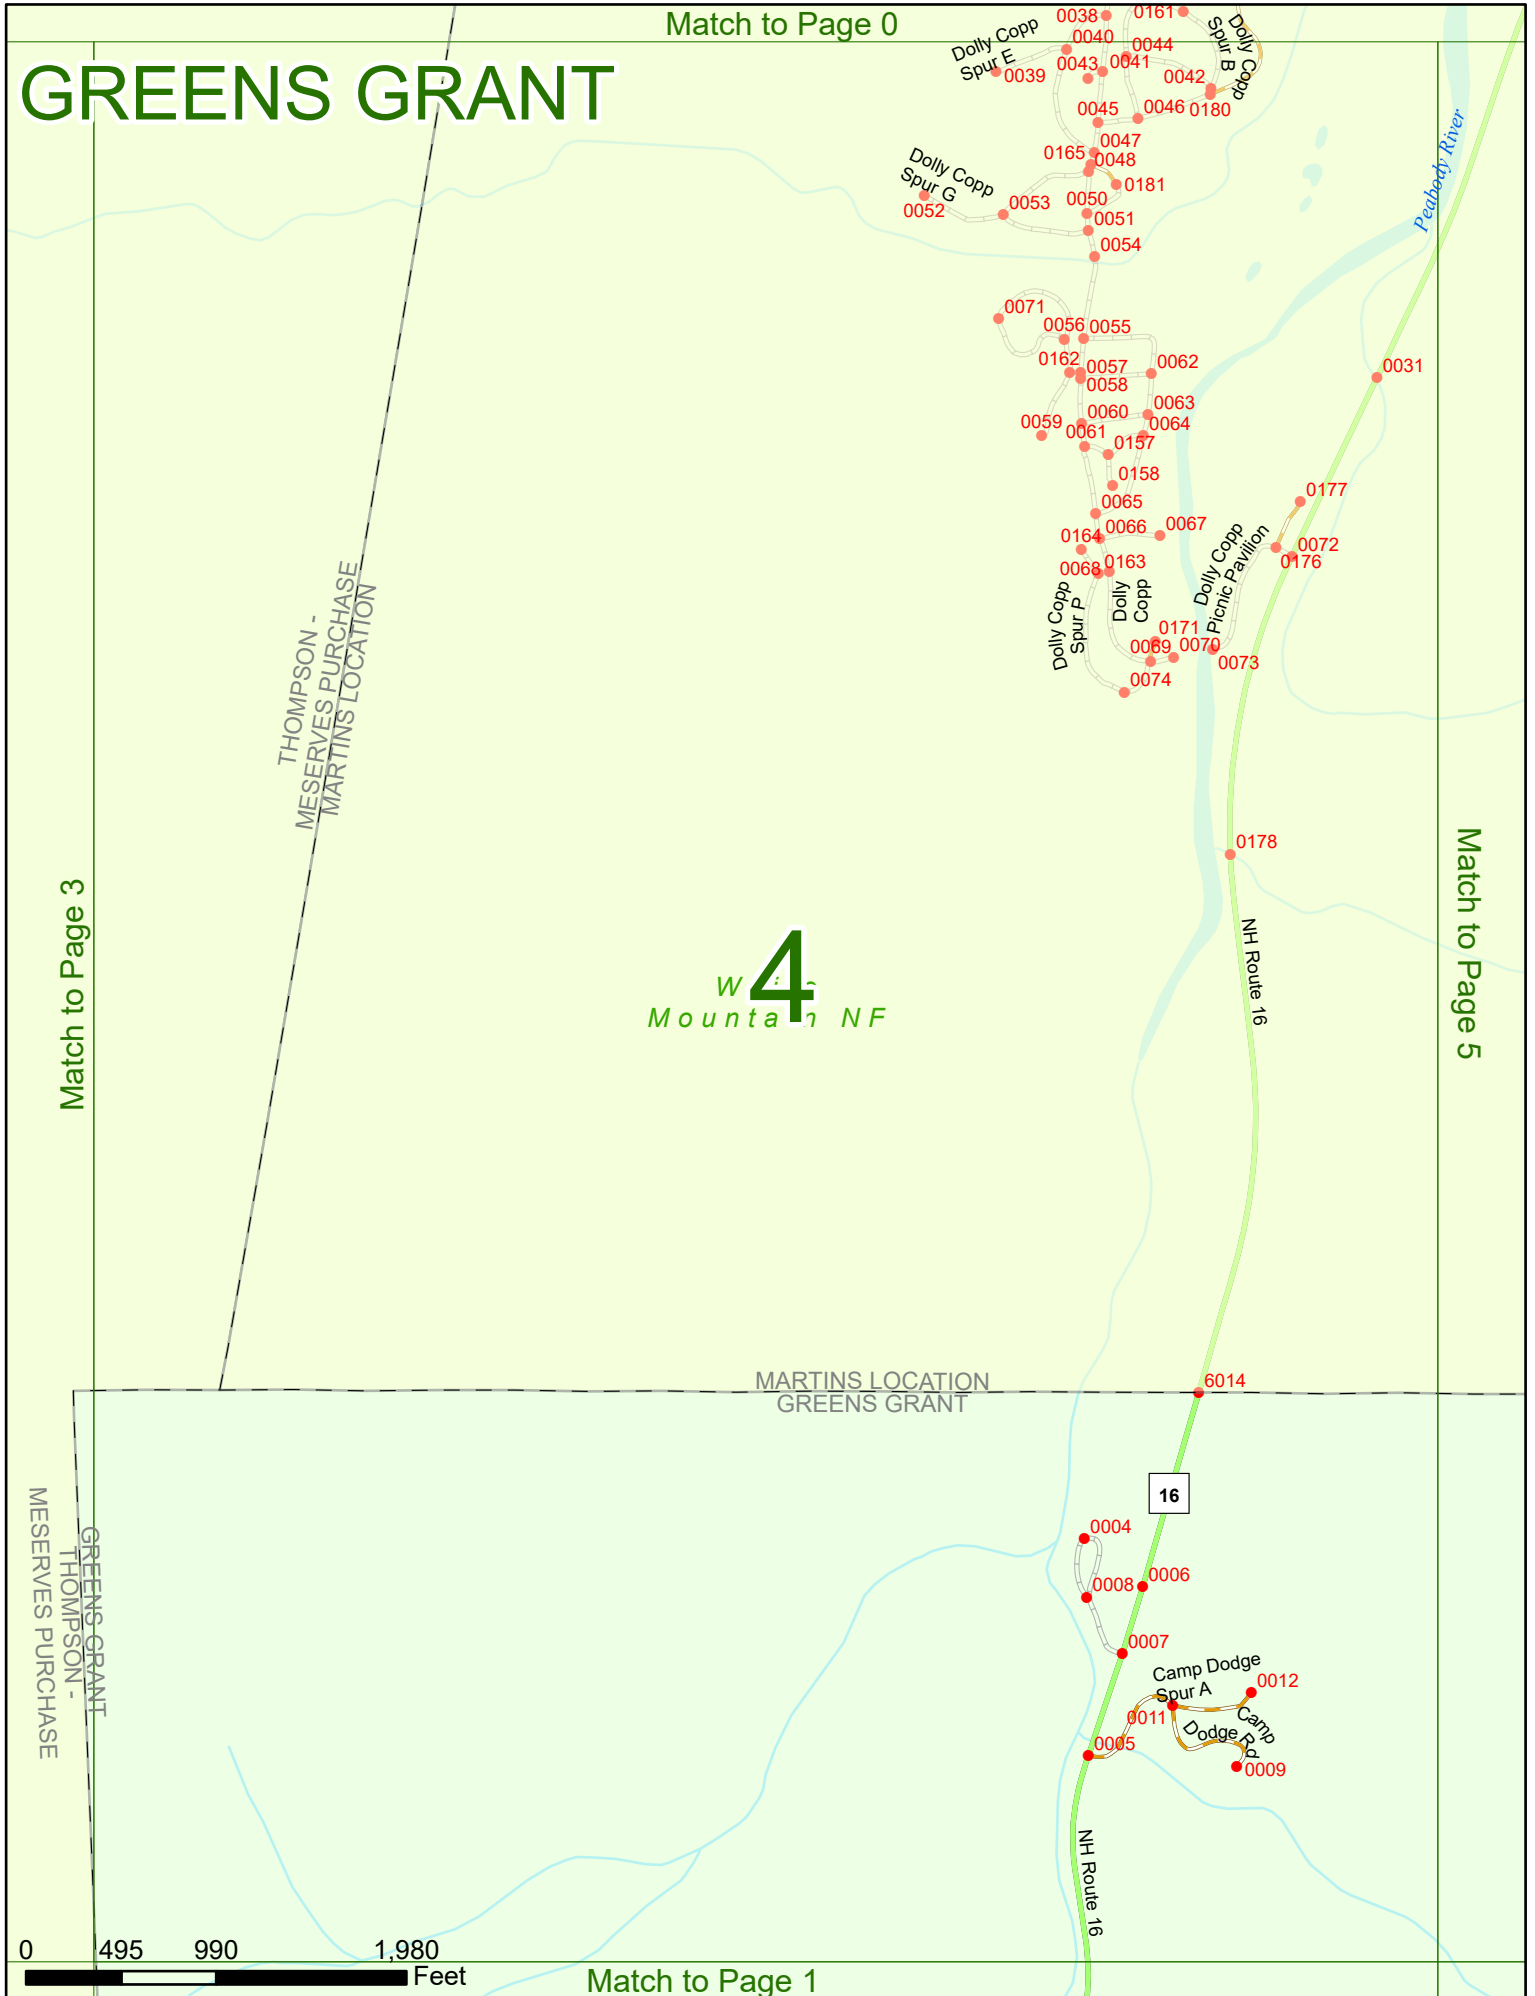 Match to Page 0
GREENS GRANT
0038
0161
Dolly Copp
Spur E
0040
0044
Dolly Copp
Spur B
0039
0043
0041
0042
0045
0046
0180
0047
0165
0048
Dolly Copp
Spur G
0181
0052
0053
0050
0051
0054
Peabody River
0071
0056
0055
0162
0057
0058
0062
0031
0059
0060
0063
0061
0064
0157
0158
0177
0065
0066
0067
0164
0072
0176
0068
0163
Dolly Copp
Spur P
Dolly
Copp
Dolly Copp
Picnic Pavilion
0171
0069
0070
0073
0074
THOMPSON -
MESERVES PURCHASE
MARTINS LOCATION
0178
Match to Page 3
Match to Page 5
NH Route 16
4
Mountain NF
MARTINS LOCATION
GREENS GRANT
6014
16
0004
0006
0008
0007
GREENS GRANT
THOMPSON -
MESERVES PURCHASE
Camp Dodge
Spur A
0012
0011
Camp
Dodge Rd
0005
0009
NH Route 16
0 495 990 1,980
Feet
Match to Page 1